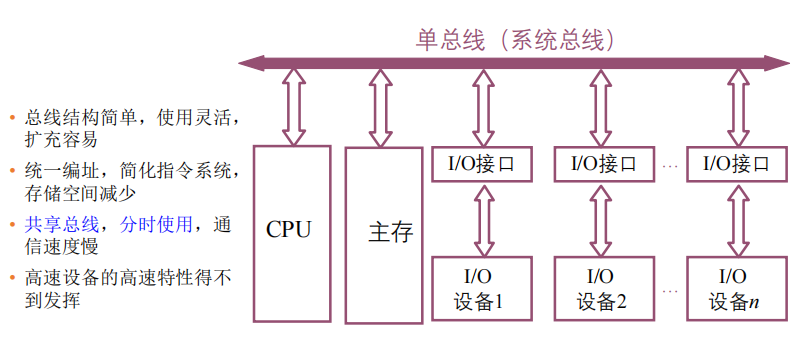 单总线（系统总线）
• 总线结构简单，使用灵活，
扩充容易
• 统一编址，简化指令系统，
存储空间减少
• 共享总线，分时使用，通
信速度慢
• 高速设备的高速特性得不
到发挥
CPU
主存
I/O接口
I/O接口
…
I/O接口
I/O
设备1
I/O
设备2
…
I/O
设备n